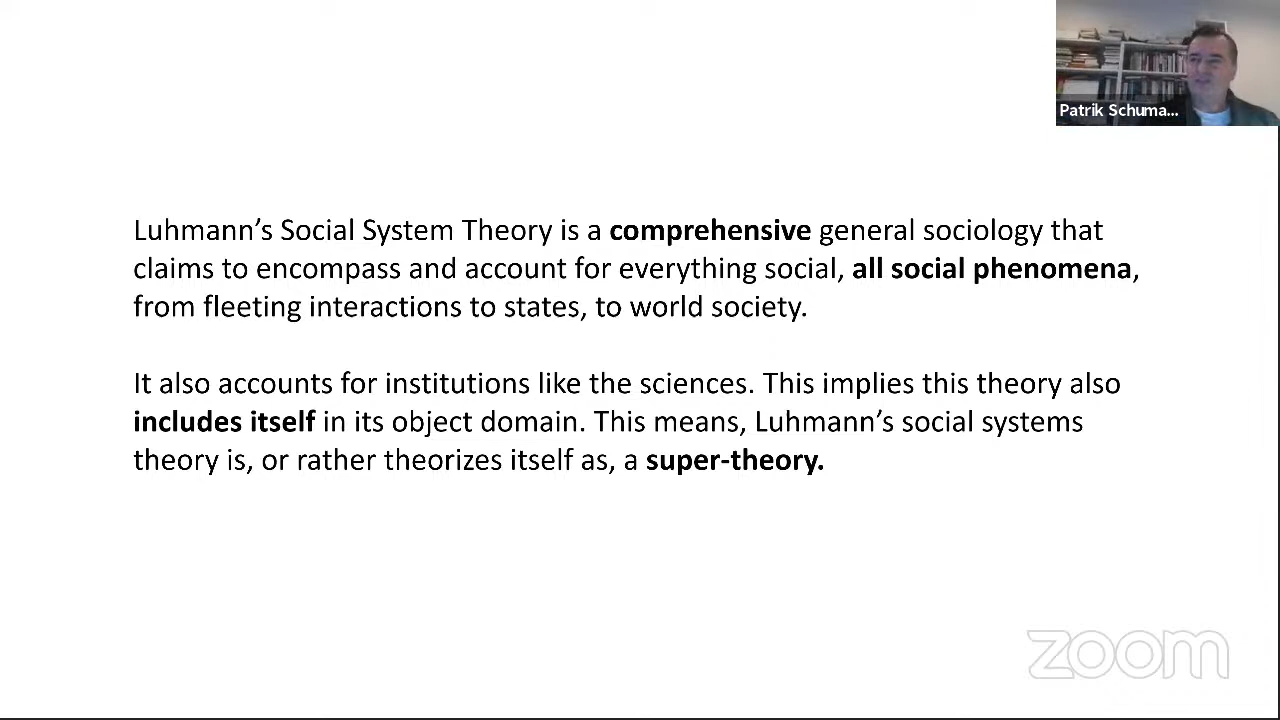 Patrik Schuma...
Luhmann’s Social System Theory is a comprehensive general sociology that
claims to encompass and account for everything social, all social phenomena,
from fleeting interactions to states, to world society.
It also accounts for institutions like the sciences. This implies this theory also
includes itself in its object domain. This means, Luhmann’s social systems
theory is, or rather theorizes itself as, a super-theory.
zoom